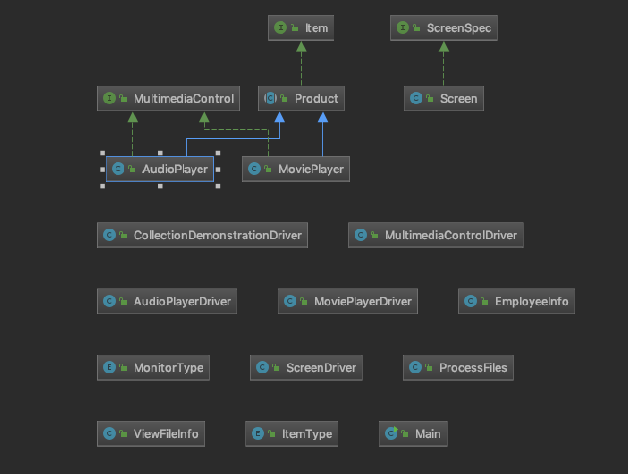 Item
ScreenSpec
MultimediaControl
Product
Screen
AudioPlayer
MoviePlayer
CollectionDemonstrationDriver
MultimediaControlDriver
AudioPlayerDriver
MoviePlayerDriver
EmployeeInfo
MonitorType
ScreenDriver
ProcessFiles
ViewFileInfo
ItemType
Main